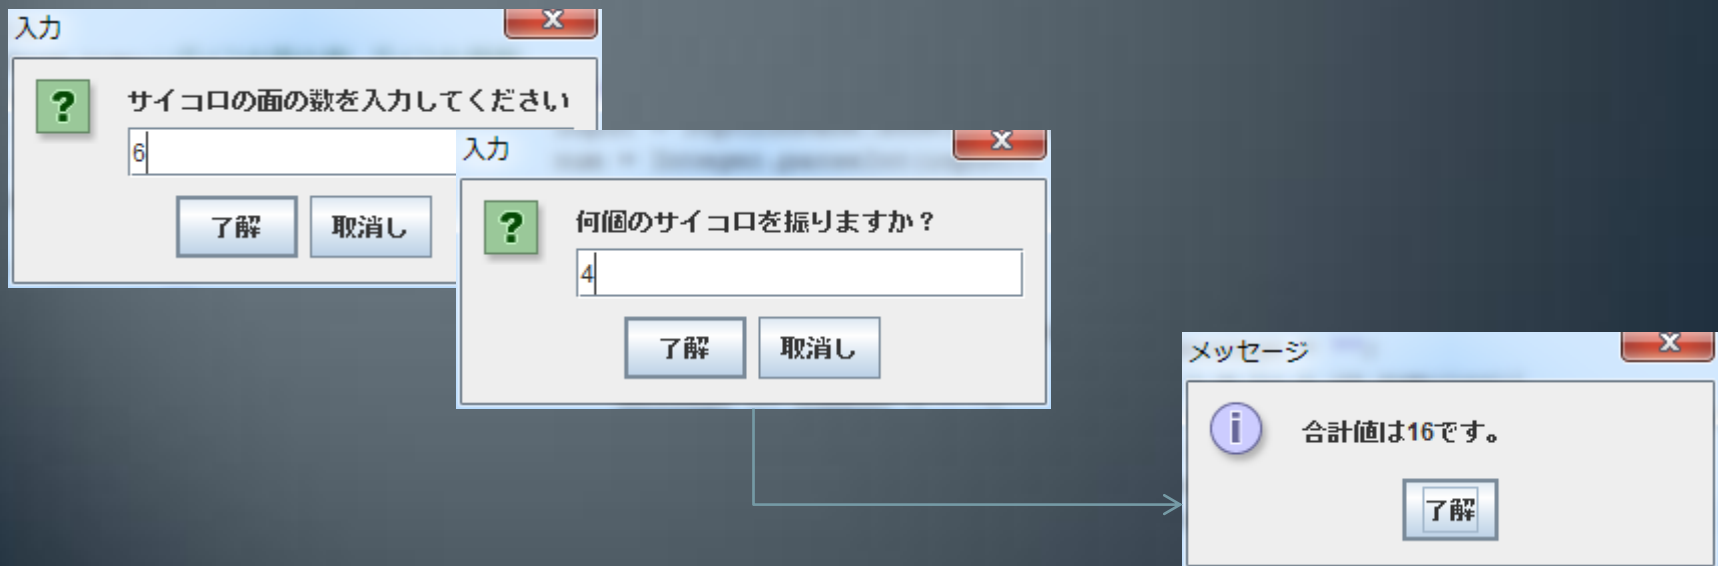 入力
サイコロの面の数を入力してください
6
了解
取消し
入力
何個のサイコロを振りますか？
4
了解
取消し
メッセージ
合計値は16です。
了解